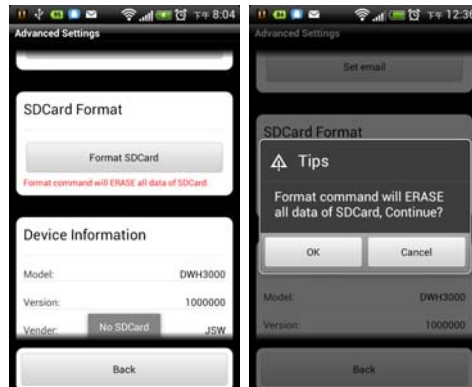 下午 8:04
Advanced Settings
SDCard Format
Format SDCard
Format command will ERASE all data of SDCard.
Device Information
Model: DWH3000
Version: 1000000
Vender: JSW
No SDCard
Back
下午 12:36
Advanced Settings
Set email
SDCard Format
Tips
Format command will ERASE
all data of SDCard, Continue?
OK Cancel
Model: DWH3000
Version: 1000000
Back